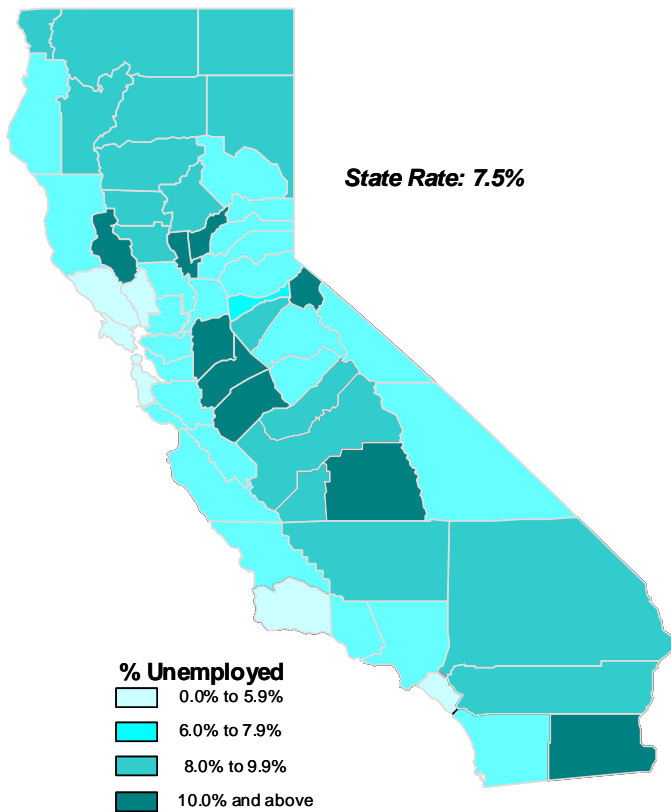 State Rate: 7.5%
% Unemployed
0.0% to 5.9%
6.0% to 7.9%
8.0% to 9.9%
10.0% and above